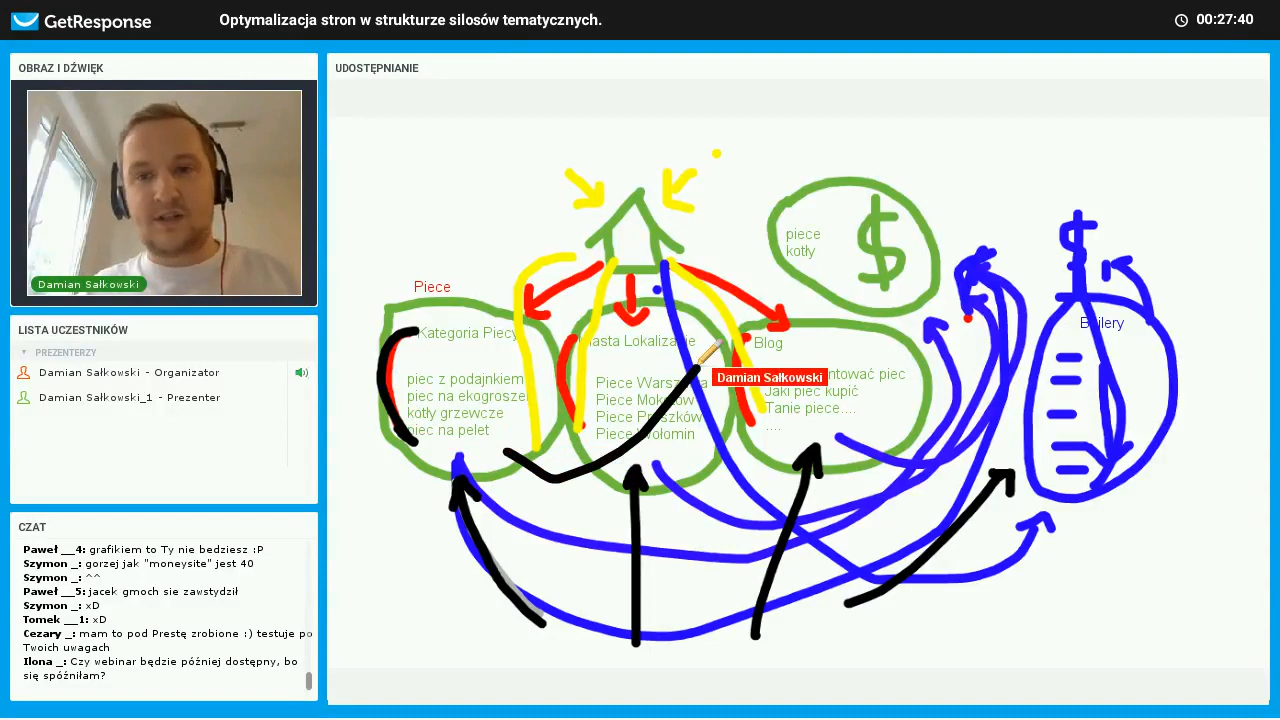 GetResponse
Optymalizacja stron w strukturze silosów tematycznych.
00:27:40
OBRAZ I DŹWIĘK
Damian Sałkowski
LISTA UCZESTNIKÓW
PREZENTERZY
Damian Sałkowski - Organizator
Damian Sałkowski_1 - Prezenter
CZAT
Paweł __4: grafikiem to Ty nie bedziesz :P
Szymon _: gorzej jak "moneysite" jest 40
Szymon _: ^^
Paweł __5: jacek gmoch sie zawstydził
Szymon _: xD
Tomek __1: xD
Cezary _: mam to pod Prestę zrobione :) testuje po
Twoich uwagach
Ilona _: Czy webinar będzie później dostępny, bo
się spóźniłam?
UDOSTĘPNIANIE
piece
kotły
$
$
Piece
Kategoria Piecy
piec z podajnikiem
piec na ekogroszek
kotły grzewcze
piec na pelet
Miasta Lokalizacje
Piece Warszawa
Piece Mokotów
Piece Pruszków
Piece Wołomin
Blog
piec
Jaki piec kupić
Tanie piece....
....
Damian Sałkowski
Bojlery